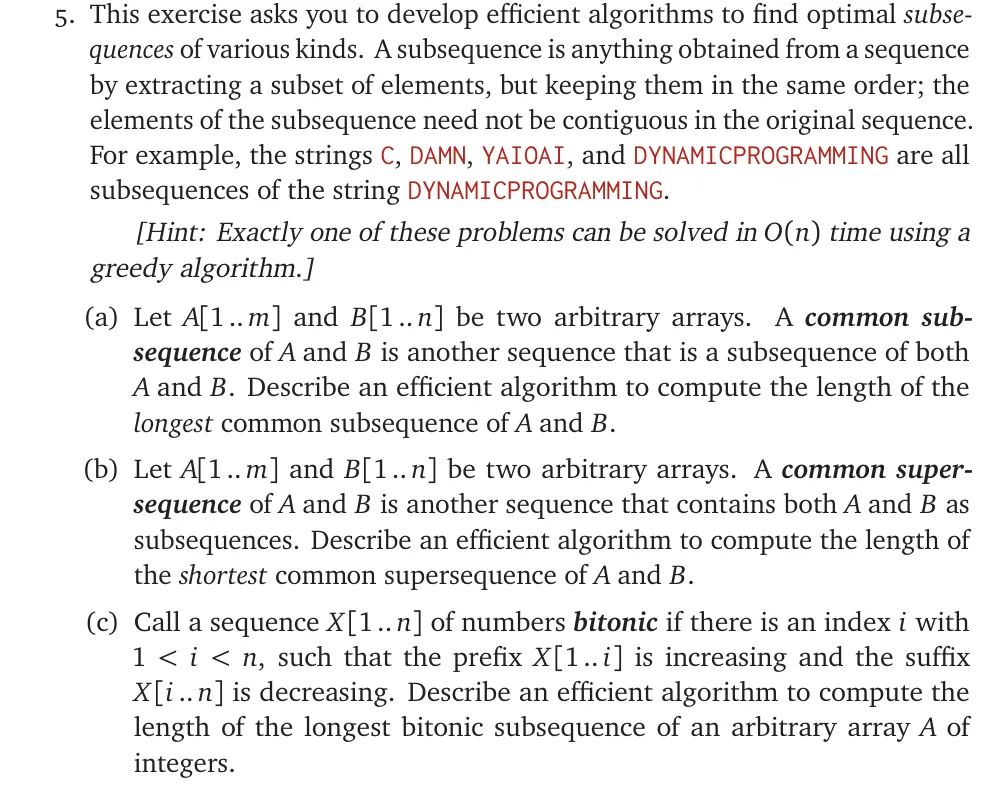 5. This exercise asks you to develop efficient algorithms to find optimal subse-
quences of various kinds. A subsequence is anything obtained from a sequence
by extracting a subset of elements, but keeping them in the same order; the
elements of the subsequence need not be contiguous in the original sequence.
For example, the strings C, DAMN, YAIOAI, and DYNAMICPROGRAMMING are all
subsequences of the string DYNAMICPROGRAMMING.
[Hint: Exactly one of these problems can be solved in O(n) time using a
greedy algorithm.]
(a) Let A[1..m] and B[1..n] be two arbitrary arrays. A common sub-
sequence of A and B is another sequence that is a subsequence of both
A and B. Describe an efficient algorithm to compute the length of the
longest common subsequence of A and B.
(b) Let A[1..m] and B[1..n] be two arbitrary arrays. A common super-
sequence of A and B is another sequence that contains both A and B as
subsequences. Describe an efficient algorithm to compute the length of
the shortest common supersequence of A and B.
(c) Call a sequence X[1..n] of numbers bitonic if there is an index i with
1 < i < n, such that the prefix X[1..i] is increasing and the suffix
X[i..n] is decreasing. Describe an efficient algorithm to compute the
length of the longest bitonic subsequence of an arbitrary array A of
integers.